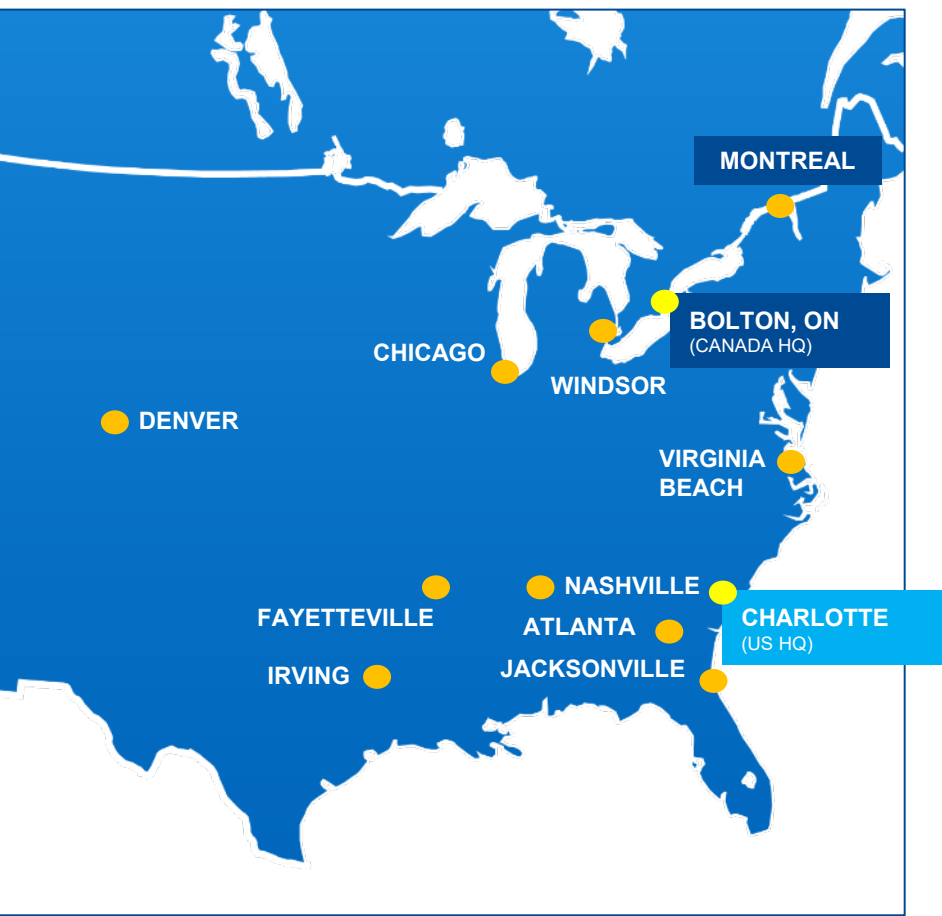 MONTREAL
BOLTON, ON
(CANADA HQ)
CHICAGO
WINDSOR
DENVER
VIRGINIA
BEACH
NASHVILLE
FAYETTEVILLE
CHARLOTTE
(US HQ)
ATLANTA
JACKSONVILLE
IRVING